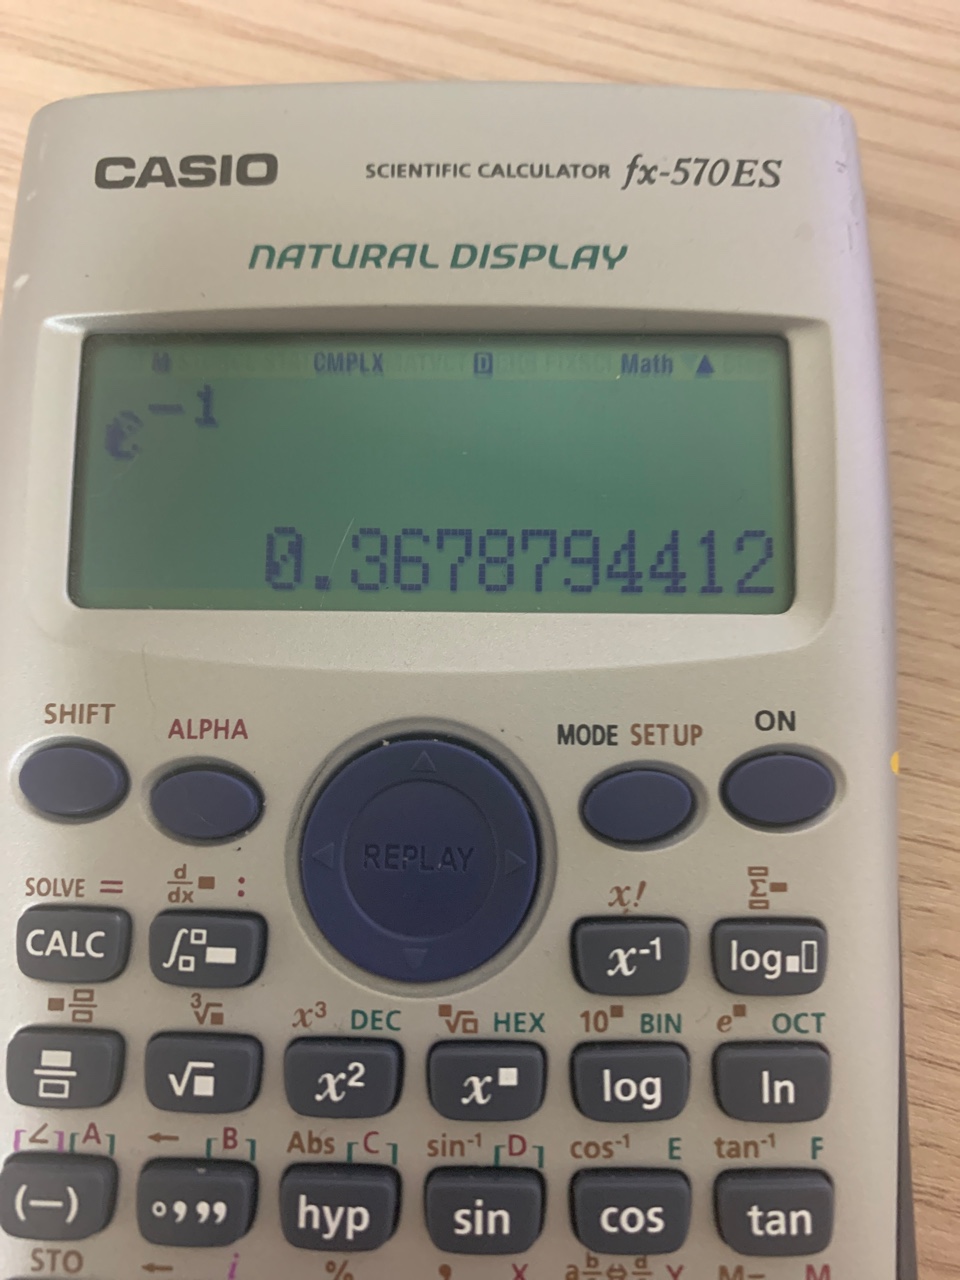 CASIO SCIENTIFIC CALCULATOR fx-570ES
NATURAL DISPLAY
M CMPLX D Math ▲
e⁻¹
0.3678794412
SHIFT ALPHA MODE SETUP ON
REPLAY
SOLVE = d/dx■ : x! Σ
CALC ∫ x⁻¹ log■□
³√■ x³ DEC ■√□ HEX 10■ BIN e■ OCT
√■ x² x■ log ln
∠ A ← B Abs C sin⁻¹ D cos⁻¹ E tan⁻¹ F
(−) °,,, hyp sin cos tan
STO ← i % , X a b/c⇔d/c Y M− M